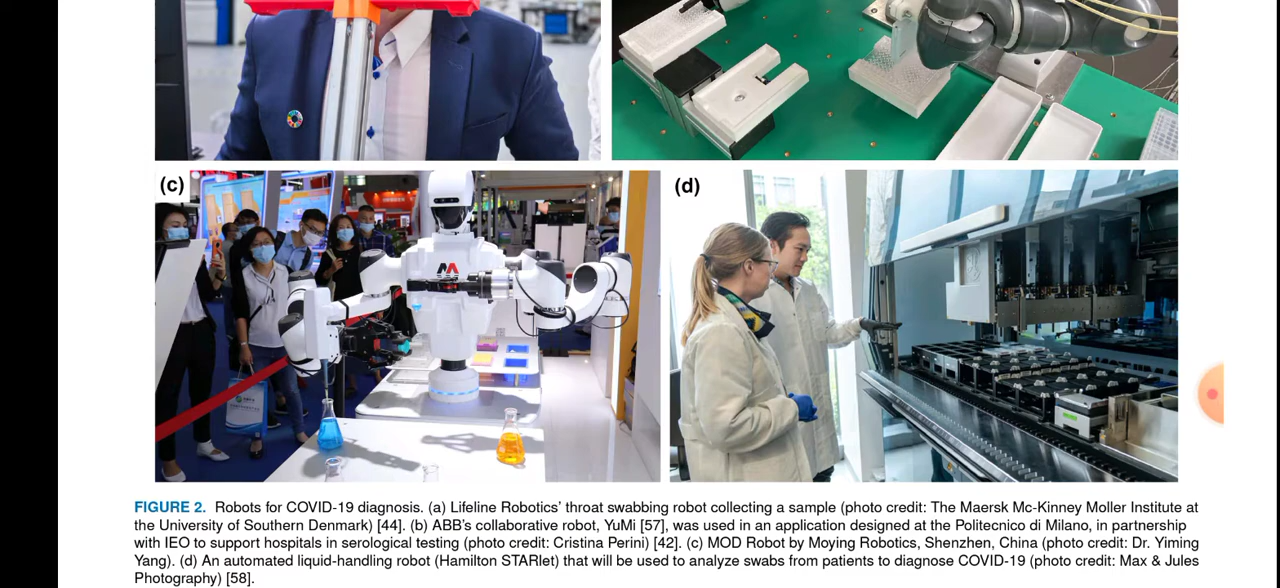 (c)
(d)
FIGURE 2. Robots for COVID-19 diagnosis. (a) Lifeline Robotics’ throat swabbing robot collecting a sample (photo credit: The Maersk Mc-Kinney Moller Institute at
the University of Southern Denmark) [44]. (b) ABB’s collaborative robot, YuMi [57], was used in an application designed at the Politecnico di Milano, in partnership
with IEO to support hospitals in serological testing (photo credit: Cristina Perini) [42]. (c) MOD Robot by Moying Robotics, Shenzhen, China (photo credit: Dr. Yiming
Yang). (d) An automated liquid-handling robot (Hamilton STARlet) that will be used to analyze swabs from patients to diagnose COVID-19 (photo credit: Max & Jules
Photography) [58].